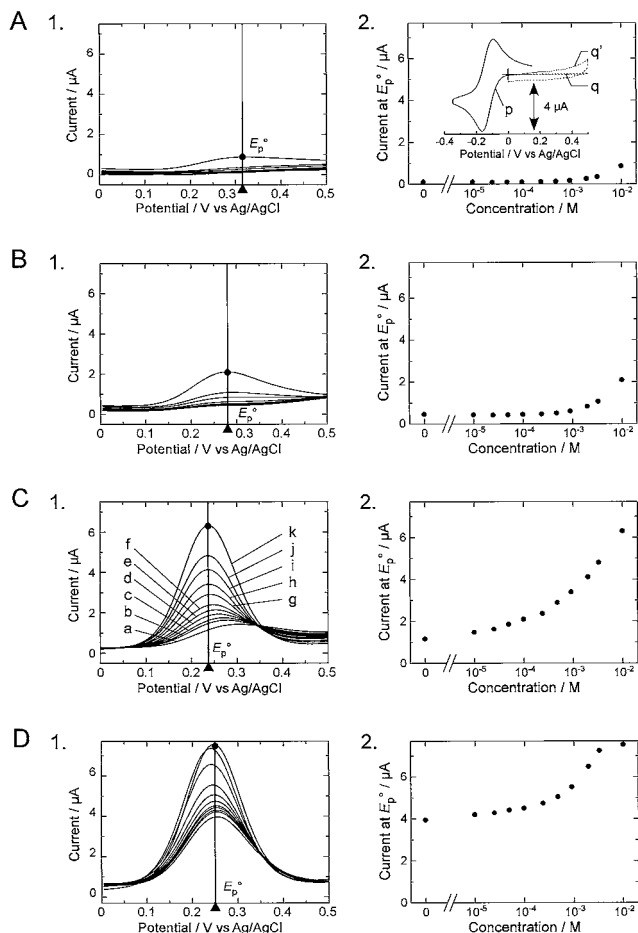 A 1.
Current / μA
6
4
2
0
E_p°
0 0.1 0.2 0.3 0.4 0.5
Potential / V vs Ag/AgCl
2.
Current at E_p° / μA
6
4
2
0
q'
q
p
4 μA
-0.4 0 0.2 0.4
Potential / V vs Ag/AgCl
0 10⁻⁵ 10⁻⁴ 10⁻³ 10⁻²
Concentration / M
B 1.
Current / μA
6
4
2
0
E_p°
0 0.1 0.2 0.3 0.4 0.5
Potential / V vs Ag/AgCl
2.
Current at E_p° / μA
6
4
2
0
0 10⁻⁵ 10⁻⁴ 10⁻³ 10⁻²
Concentration / M
C 1.
Current / μA
6
4
2
0
f
e
d
c
b
a
k
j
i
h
g
E_p°
0 0.1 0.2 0.3 0.4 0.5
Potential / V vs Ag/AgCl
2.
Current at E_p° / μA
6
4
2
0
0 10⁻⁵ 10⁻⁴ 10⁻³ 10⁻²
Concentration / M
D 1.
Current / μA
6
4
2
0
E_p°
0 0.1 0.2 0.3 0.4 0.5
Potential / V vs Ag/AgCl
2.
Current at E_p° / μA
6
4
2
0
0 10⁻⁵ 10⁻⁴ 10⁻³ 10⁻²
Concentration / M